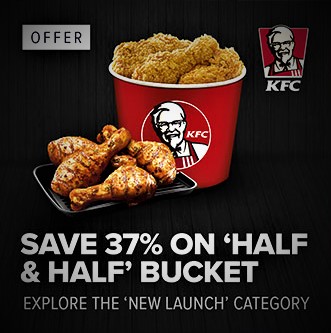 OFFER
KFC
KFC
SAVE 37% ON ‘HALF
& HALF’ BUCKET
EXPLORE THE ‘NEW LAUNCH’ CATEGORY